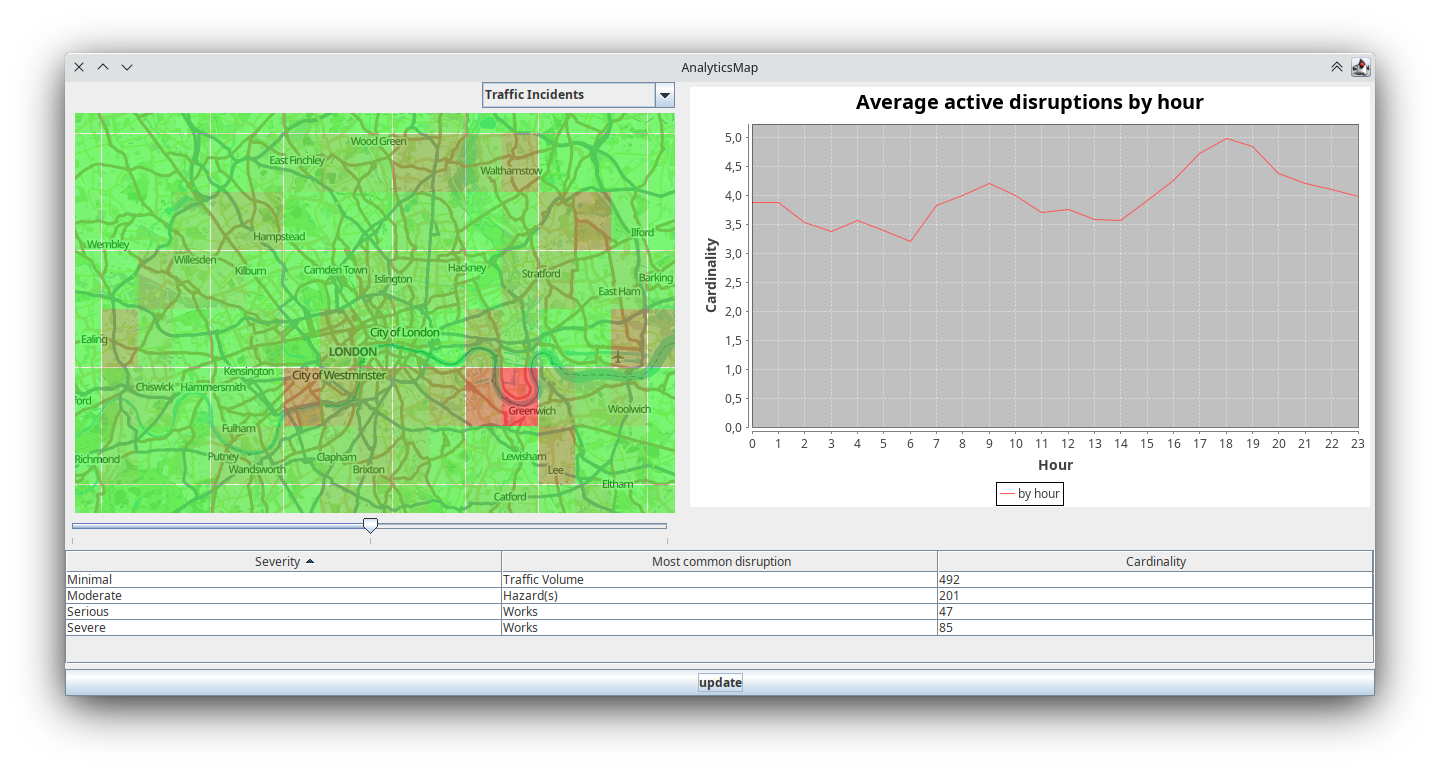 AnalyticsMap
Traffic Incidents
Wood Green
East Finchley
Walthamstow
Wembley
Hampstead
Ilford
Willesden
Kilburn
Camden Town
Islington
Hackney
Stratford
Barking
East Ham
Ealing
City of London
LONDON
Kensington
City of Westminster
Chiswick
Hammersmith
ford
Greenwich
Woolwich
Fulham
Richmond
Putney
Wandsworth
Clapham
Brixton
Lewisham
Lee
Eltham
Catford
Average active disruptions by hour
Cardinality
5,0
4,5
4,0
3,5
3,0
2,5
2,0
1,5
1,0
0,5
0,0
0 1 2 3 4 5 6 7 8 9 10 11 12 13 14 15 16 17 18 19 20 21 22 23
Hour
by hour
Severity Most common disruption Cardinality
Minimal Traffic Volume 492
Moderate Hazard(s) 201
Serious Works 47
Severe Works 85
update